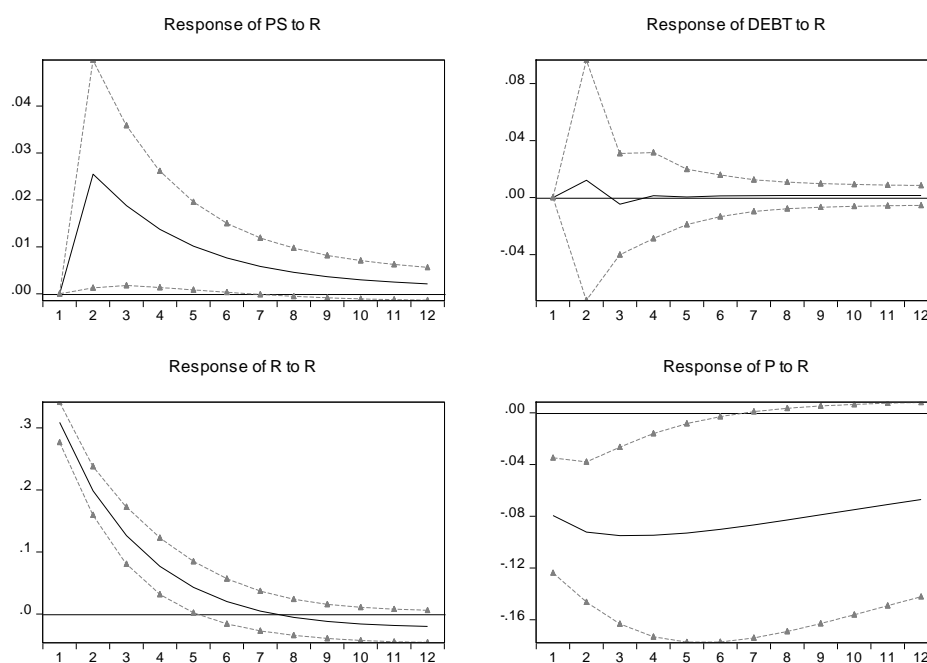 Response of PS to R
.04
.03
.02
.01
.00
1 2 3 4 5 6 7 8 9 10 11 12
Response of DEBT to R
.08
.04
.00
-.04
1 2 3 4 5 6 7 8 9 10 11 12
Response of R to R
.3
.2
.1
.0
1 2 3 4 5 6 7 8 9 10 11 12
Response of P to R
.00
-.04
-.08
-.12
-.16
1 2 3 4 5 6 7 8 9 10 11 12